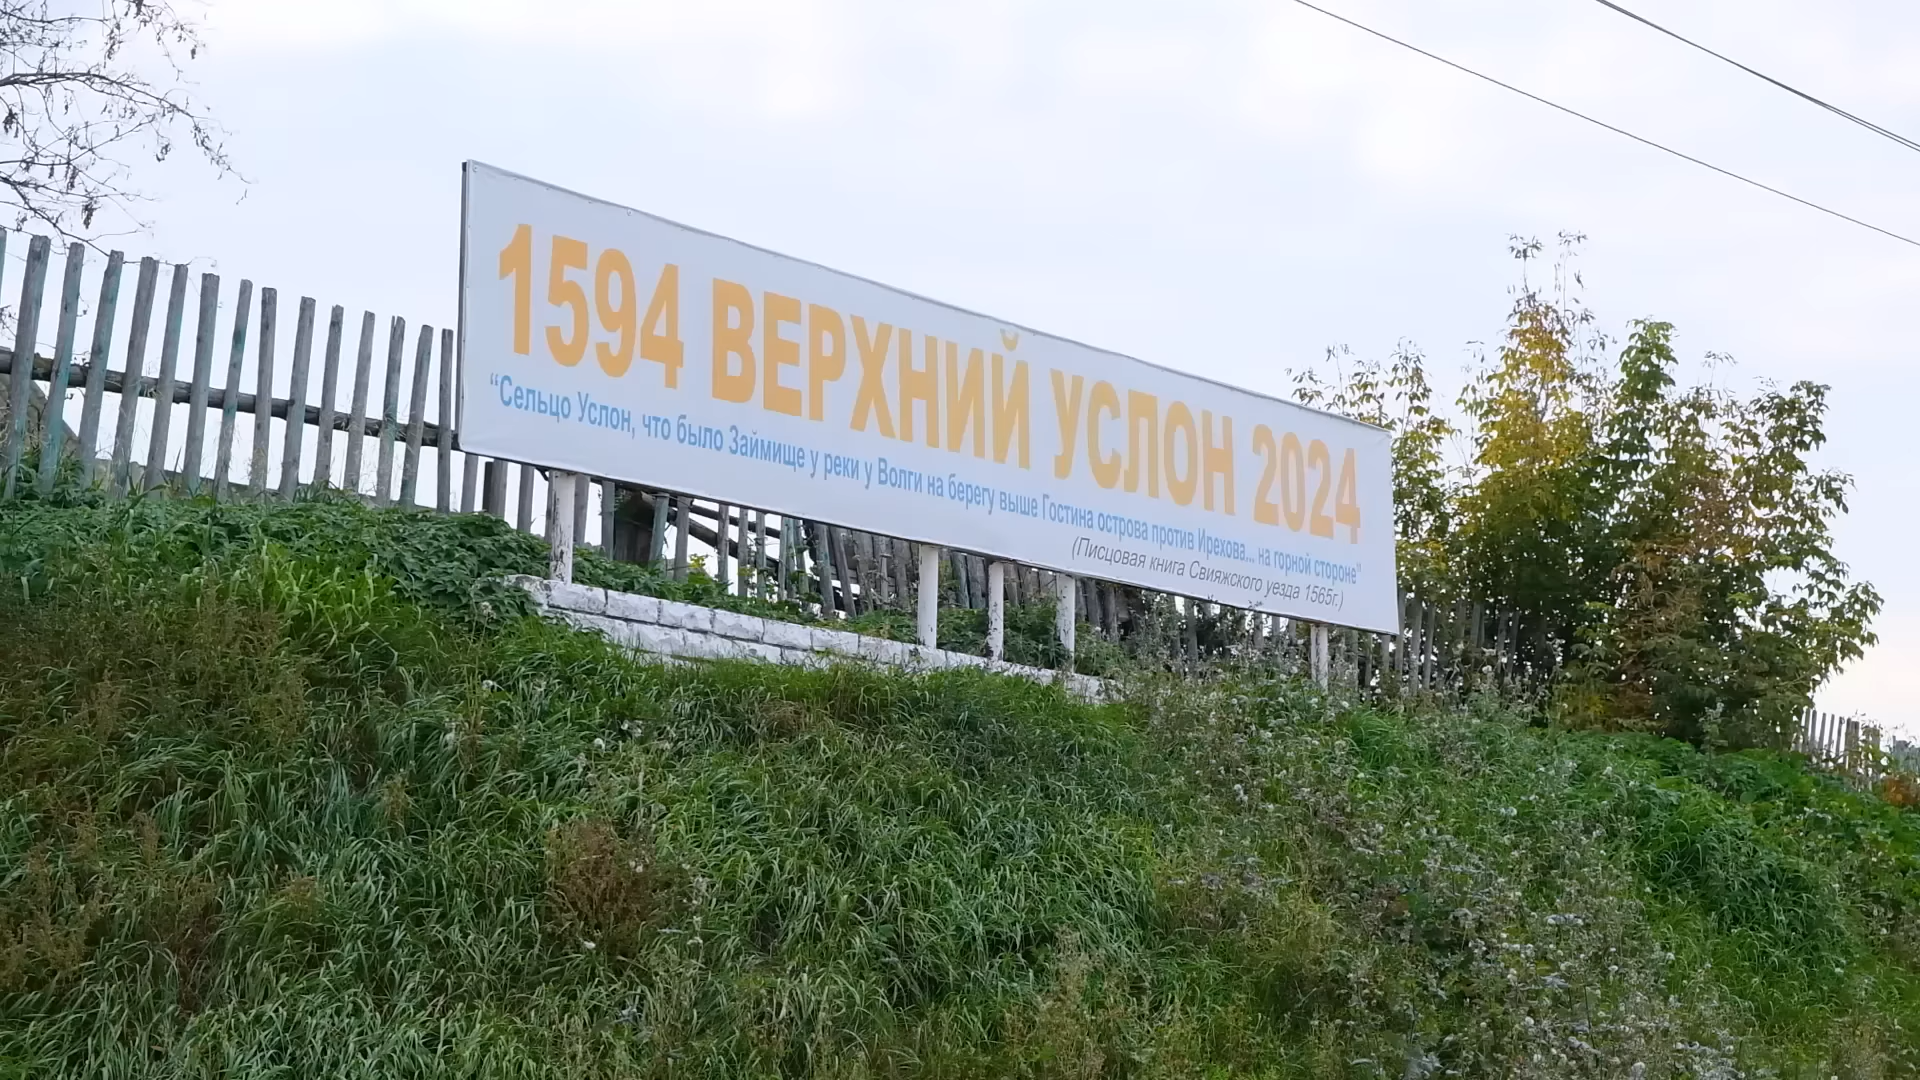 1594 ВЕРХНИЙ УСЛОН 2024
“Сельцо Услон, что было Займище у реки у Волги на берегу выше Гостина острова против Ирехова... на горной стороне"
(Писцовая книга Свияжского уезда 1565г.)